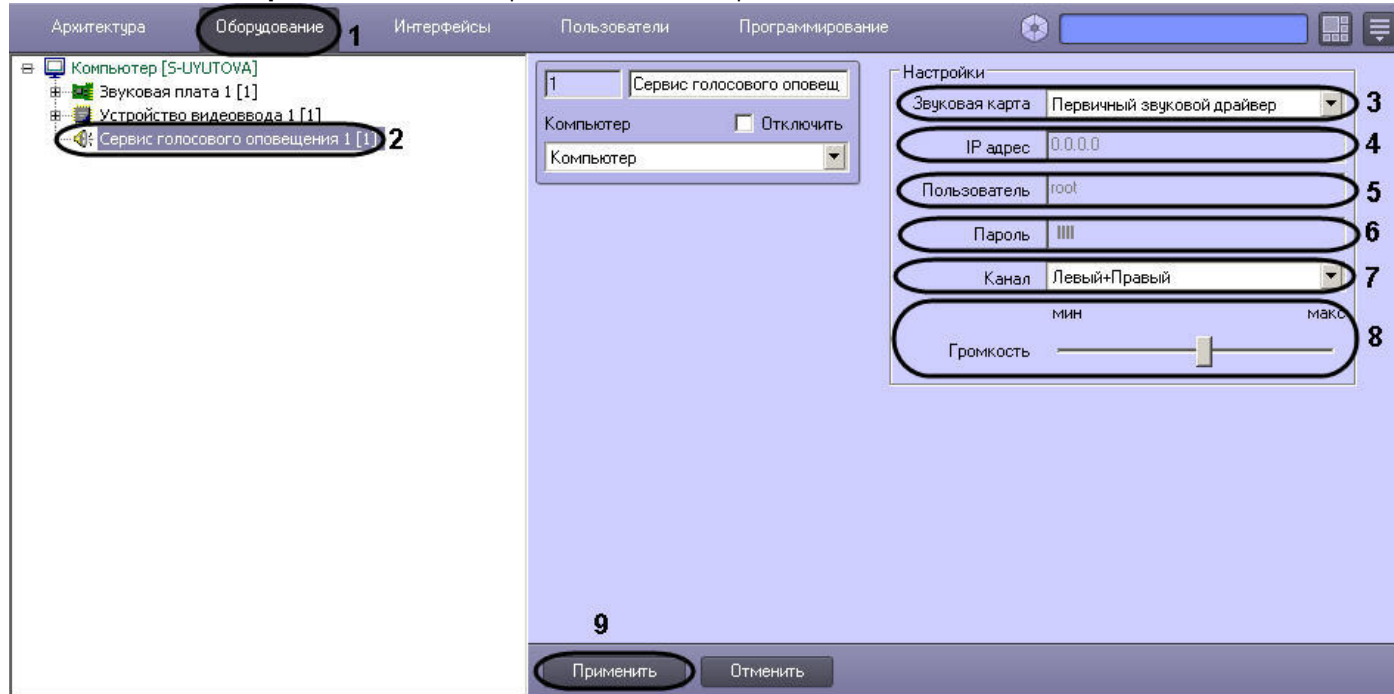 Архитектура Оборудование 1 Интерфейсы Пользователи Программирование
Компьютер [S-UYUTOVA]
Звуковая плата 1 [1]
Устройство видеоввода 1 [1]
Сервис голосового оповещения 1 [1] 2
1 Сервис голосового оповещ
Компьютер Отключить
Компьютер
Настройки
Звуковая карта Первичный звуковой драйвер 3
IP адрес 0.0.0.0 4
Пользователь root 5
Пароль 6
Канал Левый+Правый 7
мин макс
Громкость 8
9
Применить Отменить